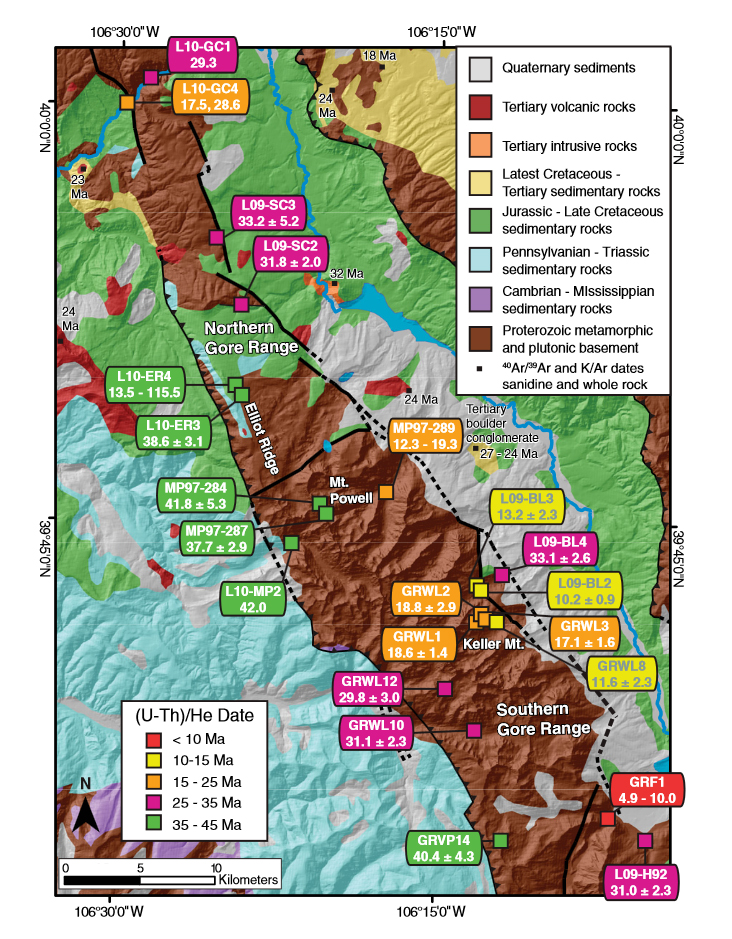 106°30'0"W
106°15'0"W
40°0'0"N
40°0'0"N
39°45'0"N
39°45'0"N
106°30'0"W
106°15'0"W
L10-GC1
29.3
L10-GC4
17.5, 28.6
18 Ma
24
Ma
23
Ma
L09-SC3
33.2 ± 5.2
L09-SC2
31.8 ± 2.0
32 Ma
24
Ma
Northern
Gore Range
L10-ER4
13.5 - 115.5
L10-ER3
38.6 ± 3.1
Elliot Ridge
24 Ma
Tertiary
boulder
conglomerate
27 - 24 Ma
MP97-289
12.3 - 19.3
Mt.
Powell
MP97-284
41.8 ± 5.3
MP97-287
37.7 ± 2.9
L09-BL3
13.2 ± 2.3
L09-BL4
33.1 ± 2.6
L10-MP2
42.0
GRWL2
18.8 ± 2.9
L09-BL2
10.2 ± 0.9
GRWL1
18.6 ± 1.4
GRWL3
17.1 ± 1.6
Keller Mt.
GRWL8
11.6 ± 2.3
GRWL12
29.8 ± 3.0
GRWL10
31.1 ± 2.3
Southern
Gore Range
GRF1
4.9 - 10.0
GRVP14
40.4 ± 4.3
L09-H92
31.0 ± 2.3
Quaternary sediments
Tertiary volcanic rocks
Tertiary intrusive rocks
Latest Cretaceous -
Tertiary sedimentary rocks
Jurassic - Late Cretaceous
sedimentary rocks
Pennsylvanian - Triassic
sedimentary rocks
Cambrian - MIssissippian
sedimentary rocks
Proterozoic metamorphic
and plutonic basement
⁴⁰Ar/³⁹Ar and K/Ar dates
sanidine and whole rock
(U-Th)/He Date
< 10 Ma
10-15 Ma
15 - 25 Ma
25 - 35 Ma
35 - 45 Ma
N
0 5 10
Kilometers